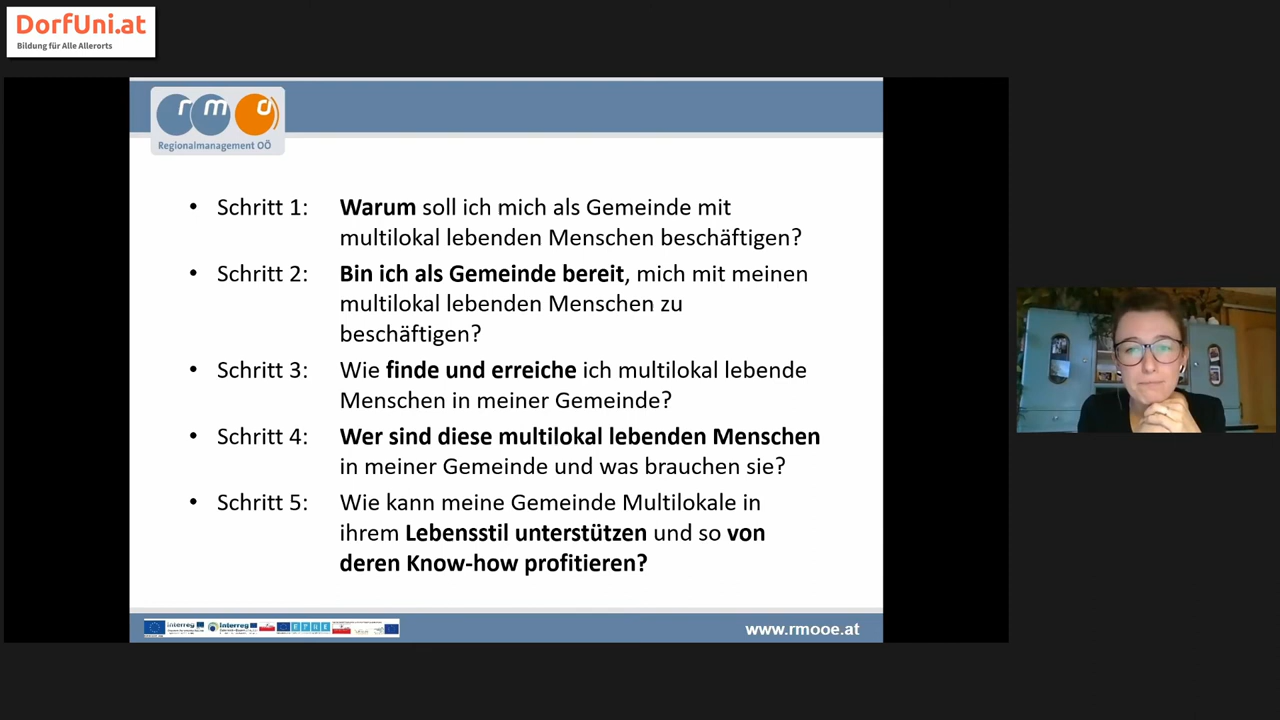 DorfUni.at
Bildung für Alle Allerorts
rmo
Regionalmanagement OÖ
• Schritt 1: Warum soll ich mich als Gemeinde mit
multilokal lebenden Menschen beschäftigen?
• Schritt 2: Bin ich als Gemeinde bereit, mich mit meinen
multilokal lebenden Menschen zu
beschäftigen?
• Schritt 3: Wie finde und erreiche ich multilokal lebende
Menschen in meiner Gemeinde?
• Schritt 4: Wer sind diese multilokal lebenden Menschen
in meiner Gemeinde und was brauchen sie?
• Schritt 5: Wie kann meine Gemeinde Multilokale in
ihrem Lebensstil unterstützen und so von
deren Know-how profitieren?
Interreg
Interreg
www.rmooe.at